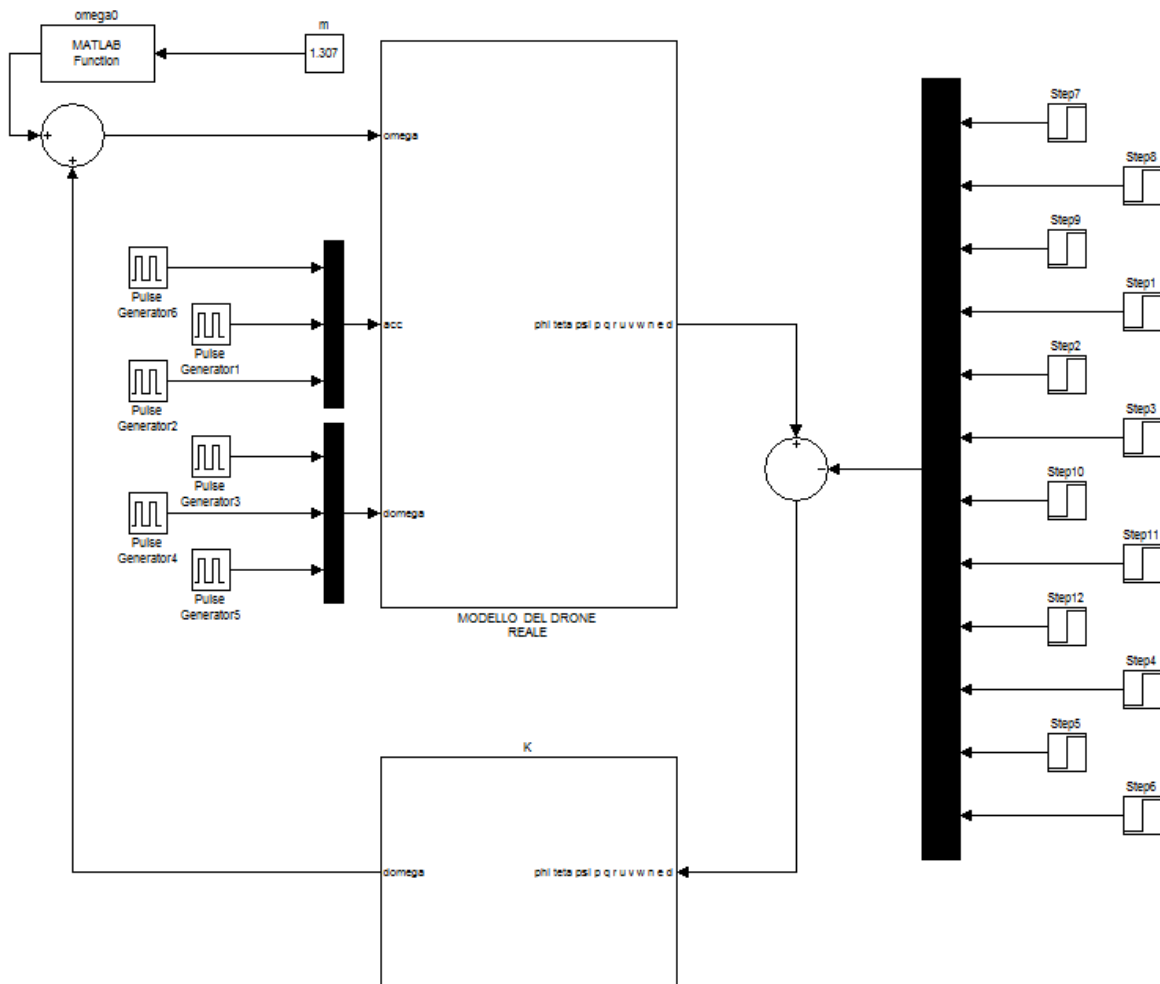 omega0
MATLAB
Function
m
1.307
+
+
omega
Pulse
Generator6
Pulse
Generator1
Pulse
Generator2
acc
Pulse
Generator3
Pulse
Generator4
Pulse
Generator5
domega
phi teta psi p q r u v w n e d
MODELLO DEL DRONE
REALE
+
-
Step7
Step8
Step9
Step1
Step2
Step3
Step10
Step11
Step12
Step4
Step5
Step6
K
domega
phi teta psi p q r u v w n e d